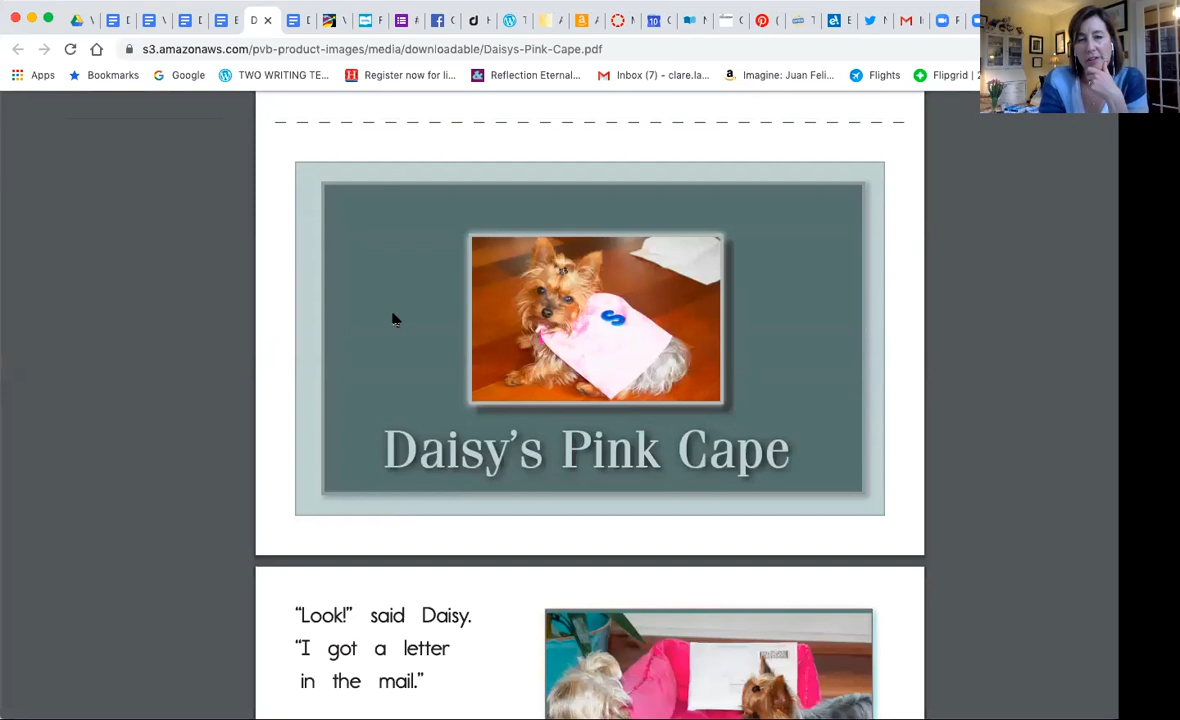 D
V
D
E
D
D
V
F
#
F
C
d
H
T
A
A
M
10
C
M
C
P
T
E
T
In
P
s3.amazonaws.com/pvb-product-images/media/downloadable/Daisys-Pink-Cape.pdf
Apps
Bookmarks
Google
TWO WRITING TE...
Register now for li...
Reflection Eternal...
Inbox (7) - clare.la...
Imagine: Juan Feli...
Flights
Flipgrid
S
Daisy's Pink Cape
“Look!” said Daisy.
“I got a letter
in the mail.”